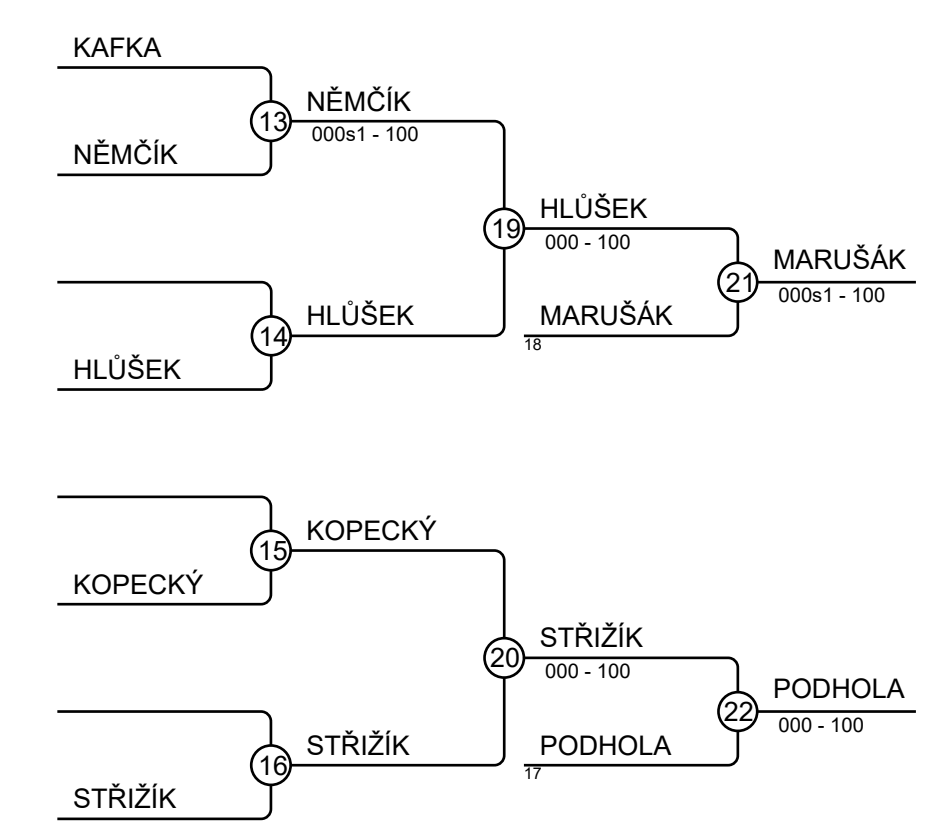 KAFKA
13
NĚMČÍK
000s1 - 100
NĚMČÍK
19
HLŮŠEK
000 - 100
21
MARUŠÁK
000s1 - 100
14
HLŮŠEK
MARUŠÁK
18
HLŮŠEK
15
KOPECKÝ
KOPECKÝ
20
STŘIŽÍK
000 - 100
22
PODHOLA
000 - 100
16
STŘIŽÍK
PODHOLA
17
STŘIŽÍK